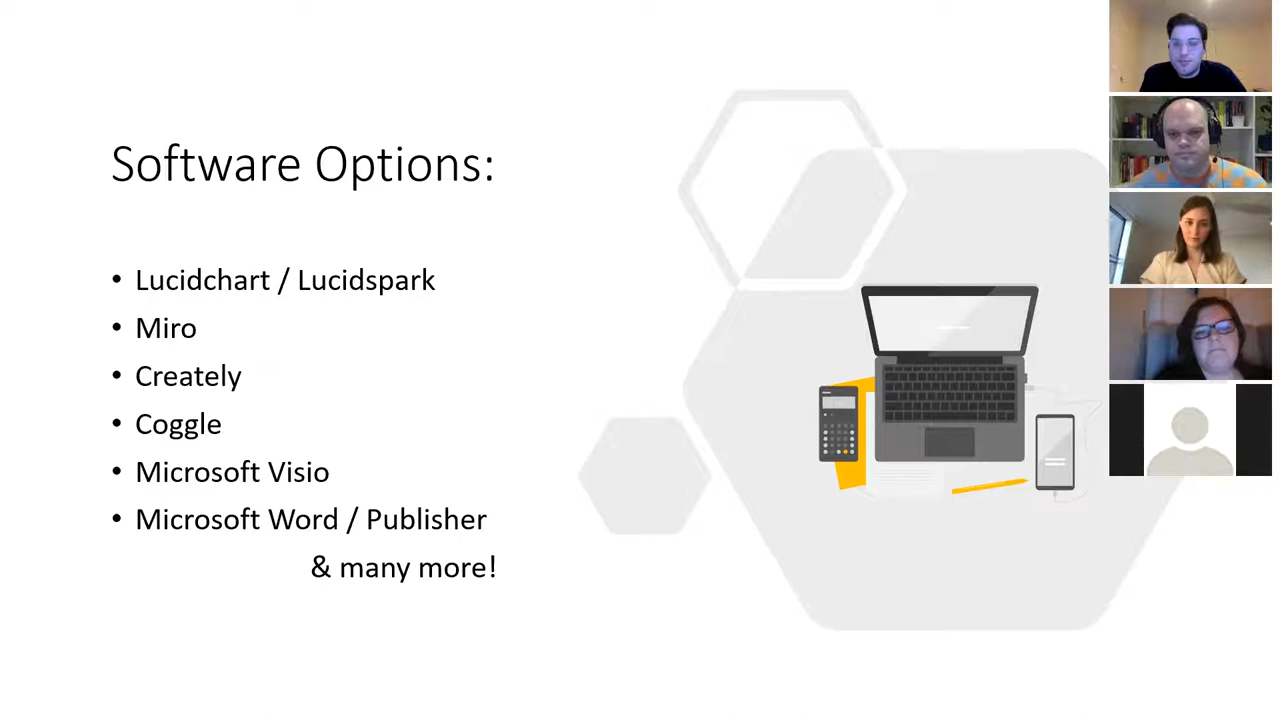 Software Options:
• Lucidchart / Lucidspark
• Miro
• Creately
• Coggle
• Microsoft Visio
• Microsoft Word / Publisher
& many more!